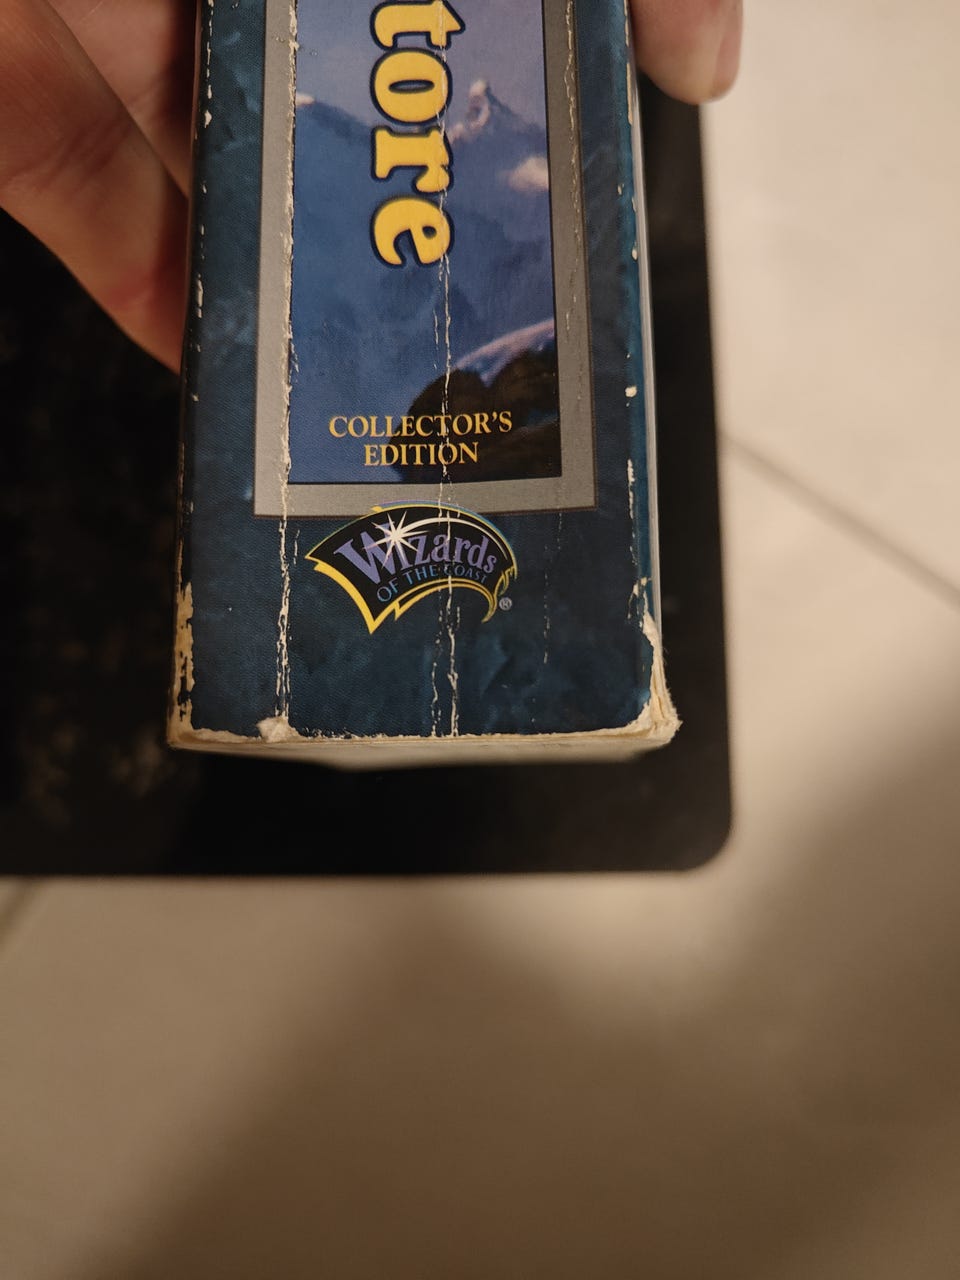 tore
COLLECTOR'S
EDITION
Wizards
OF THE COAST
®